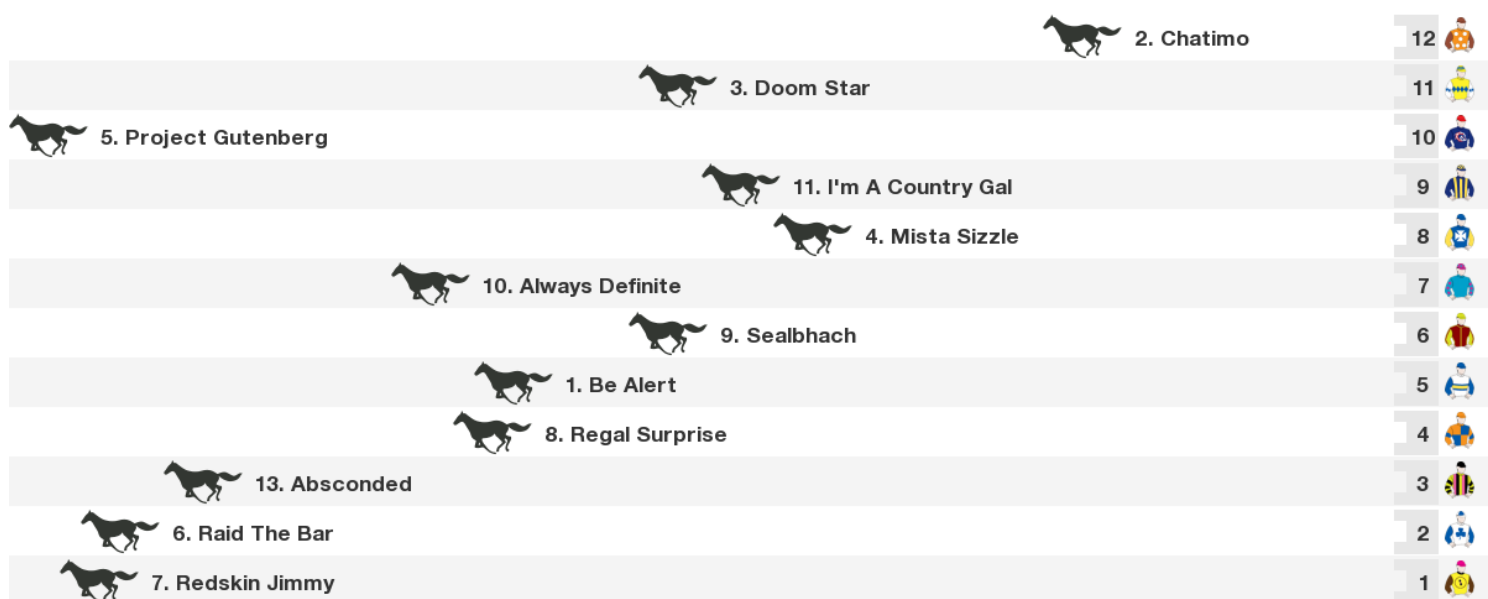 2. Chatimo 12
3. Doom Star 11
5. Project Gutenberg 10
11. I'm A Country Gal 9
4. Mista Sizzle 8
10. Always Definite 7
9. Sealbhach 6
1. Be Alert 5
8. Regal Surprise 4
13. Absconded 3
6. Raid The Bar 2
7. Redskin Jimmy 1